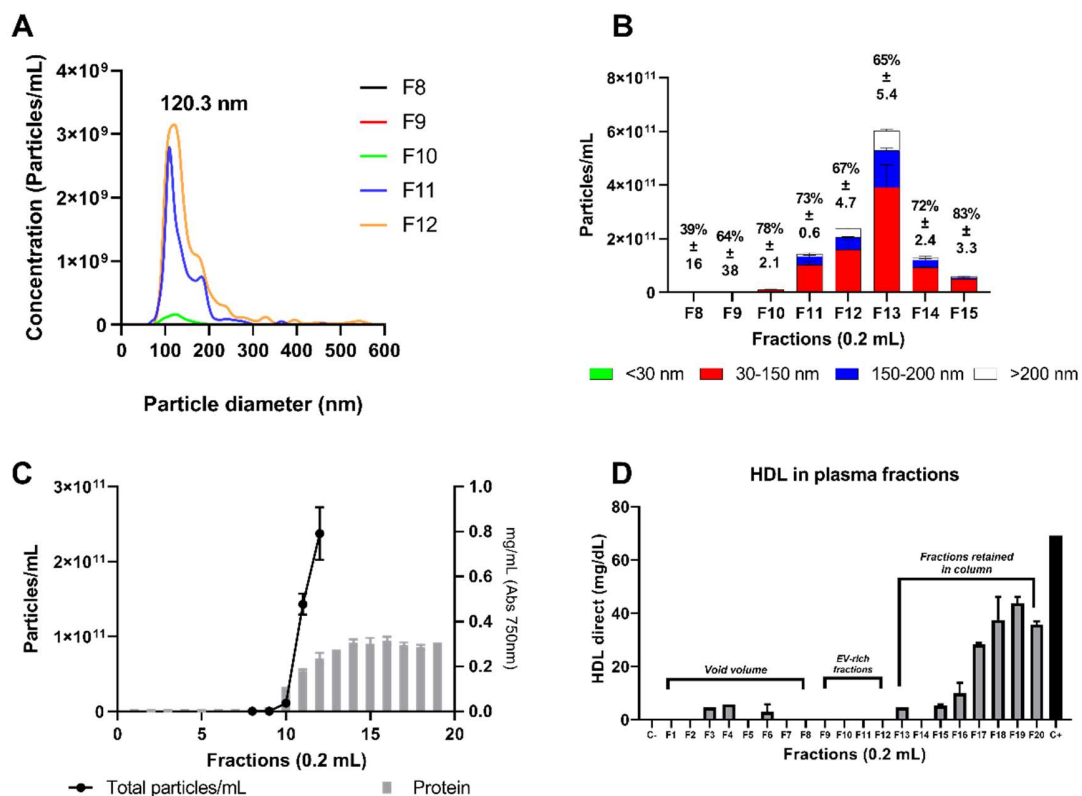 A
Concentration (Particles/mL)
4×10⁹
3×10⁹
2×10⁹
1×10⁹
0
120.3 nm
F8
F9
F10
F11
F12
0 100 200 300 400 500 600
Particle diameter (nm)
B
Particles/mL
8×10¹¹
6×10¹¹
4×10¹¹
2×10¹¹
0
39%
±
16
64%
±
38
78%
±
2.1
73%
±
0.6
67%
±
4.7
65%
±
5.4
72%
±
2.4
83%
±
3.3
F8 F9 F10 F11 F12 F13 F14 F15
Fractions (0.2 mL)
<30 nm 30-150 nm 150-200 nm >200 nm
C
Particles/mL
3×10¹¹
2×10¹¹
1×10¹¹
0
1.0
0.8
0.6
0.4
0.2
0.0
mg/mL (Abs 750nm)
0 5 10 15 20
Fractions (0.2 mL)
Total particles/mL Protein
D
HDL in plasma fractions
HDL direct (mg/dL)
80
60
40
20
0
Void volume
EV-rich
fractions
Fractions retained
in column
C- F1 F2 F3 F4 F5 F6 F7 F8 F9 F10 F11 F12 F13 F14 F15 F16 F17 F18 F19 F20 C+
Fractions (0.2 mL)